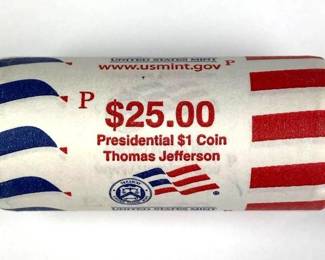 UNITED STATES MINT
www.usmint.gov P
P
$25.00
Presidential $1 Coin
Thomas Jefferson
UNITED STATES MINT